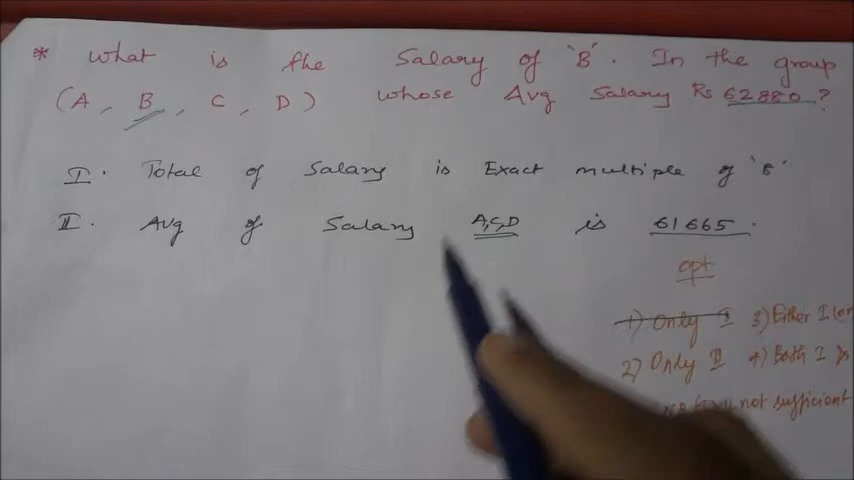 * What is the Salary of 'B'. In the group
(A, B, C, D) whose Avg Salary Rs 62880?
I. Total of Salary is Exact multiple of '6'
II. Avg of Salary A,C,D is 61665.
opt
1) Only I 3) Either I (or
2) Only II 4) Both I &
not sufficient